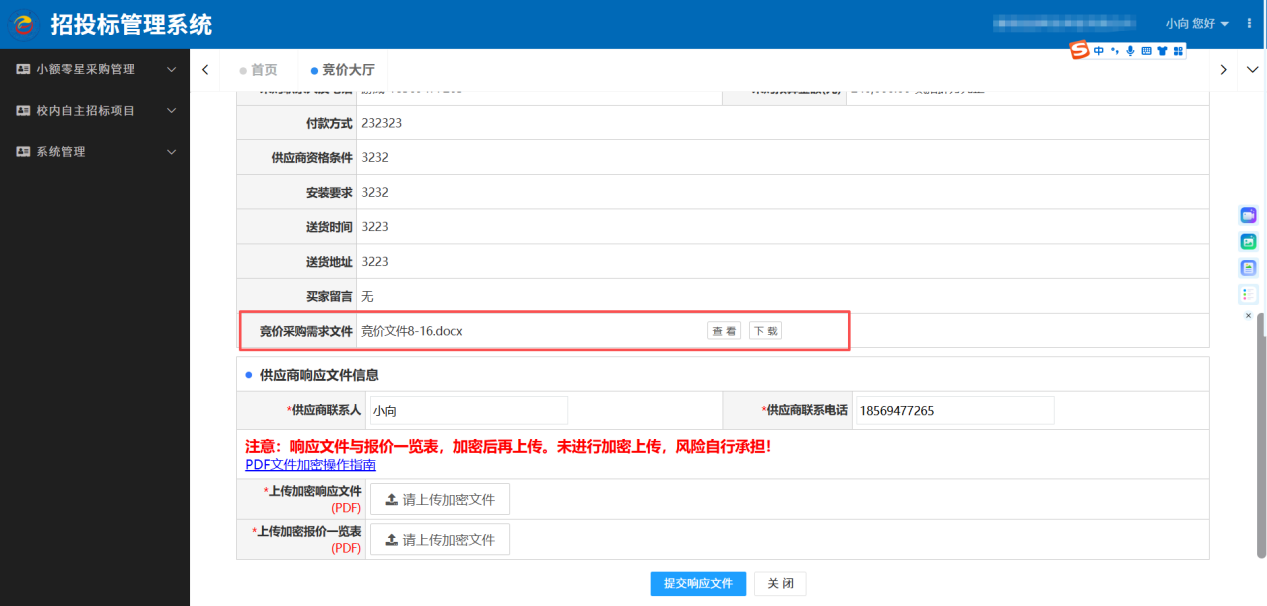 招投标管理系统
小向 您好
中
小额零星采购管理
校内自主招标项目
系统管理
首页
竞价大厅
付款方式 232323
供应商资格条件 3232
安装要求 3232
送货时间 3223
送货地址 3223
买家留言 无
竞价采购需求文件 竞价文件8-16.docx 查看 下载
供应商响应文件信息
*供应商联系人 小向 *供应商联系电话 18569477265
注意：响应文件与报价一览表，加密后再上传。未进行加密上传，风险自行承担！
PDF文件加密操作指南
*上传加密响应文件
(PDF)
请上传加密文件
*上传加密报价一览表
(PDF)
请上传加密文件
提交响应文件 关闭